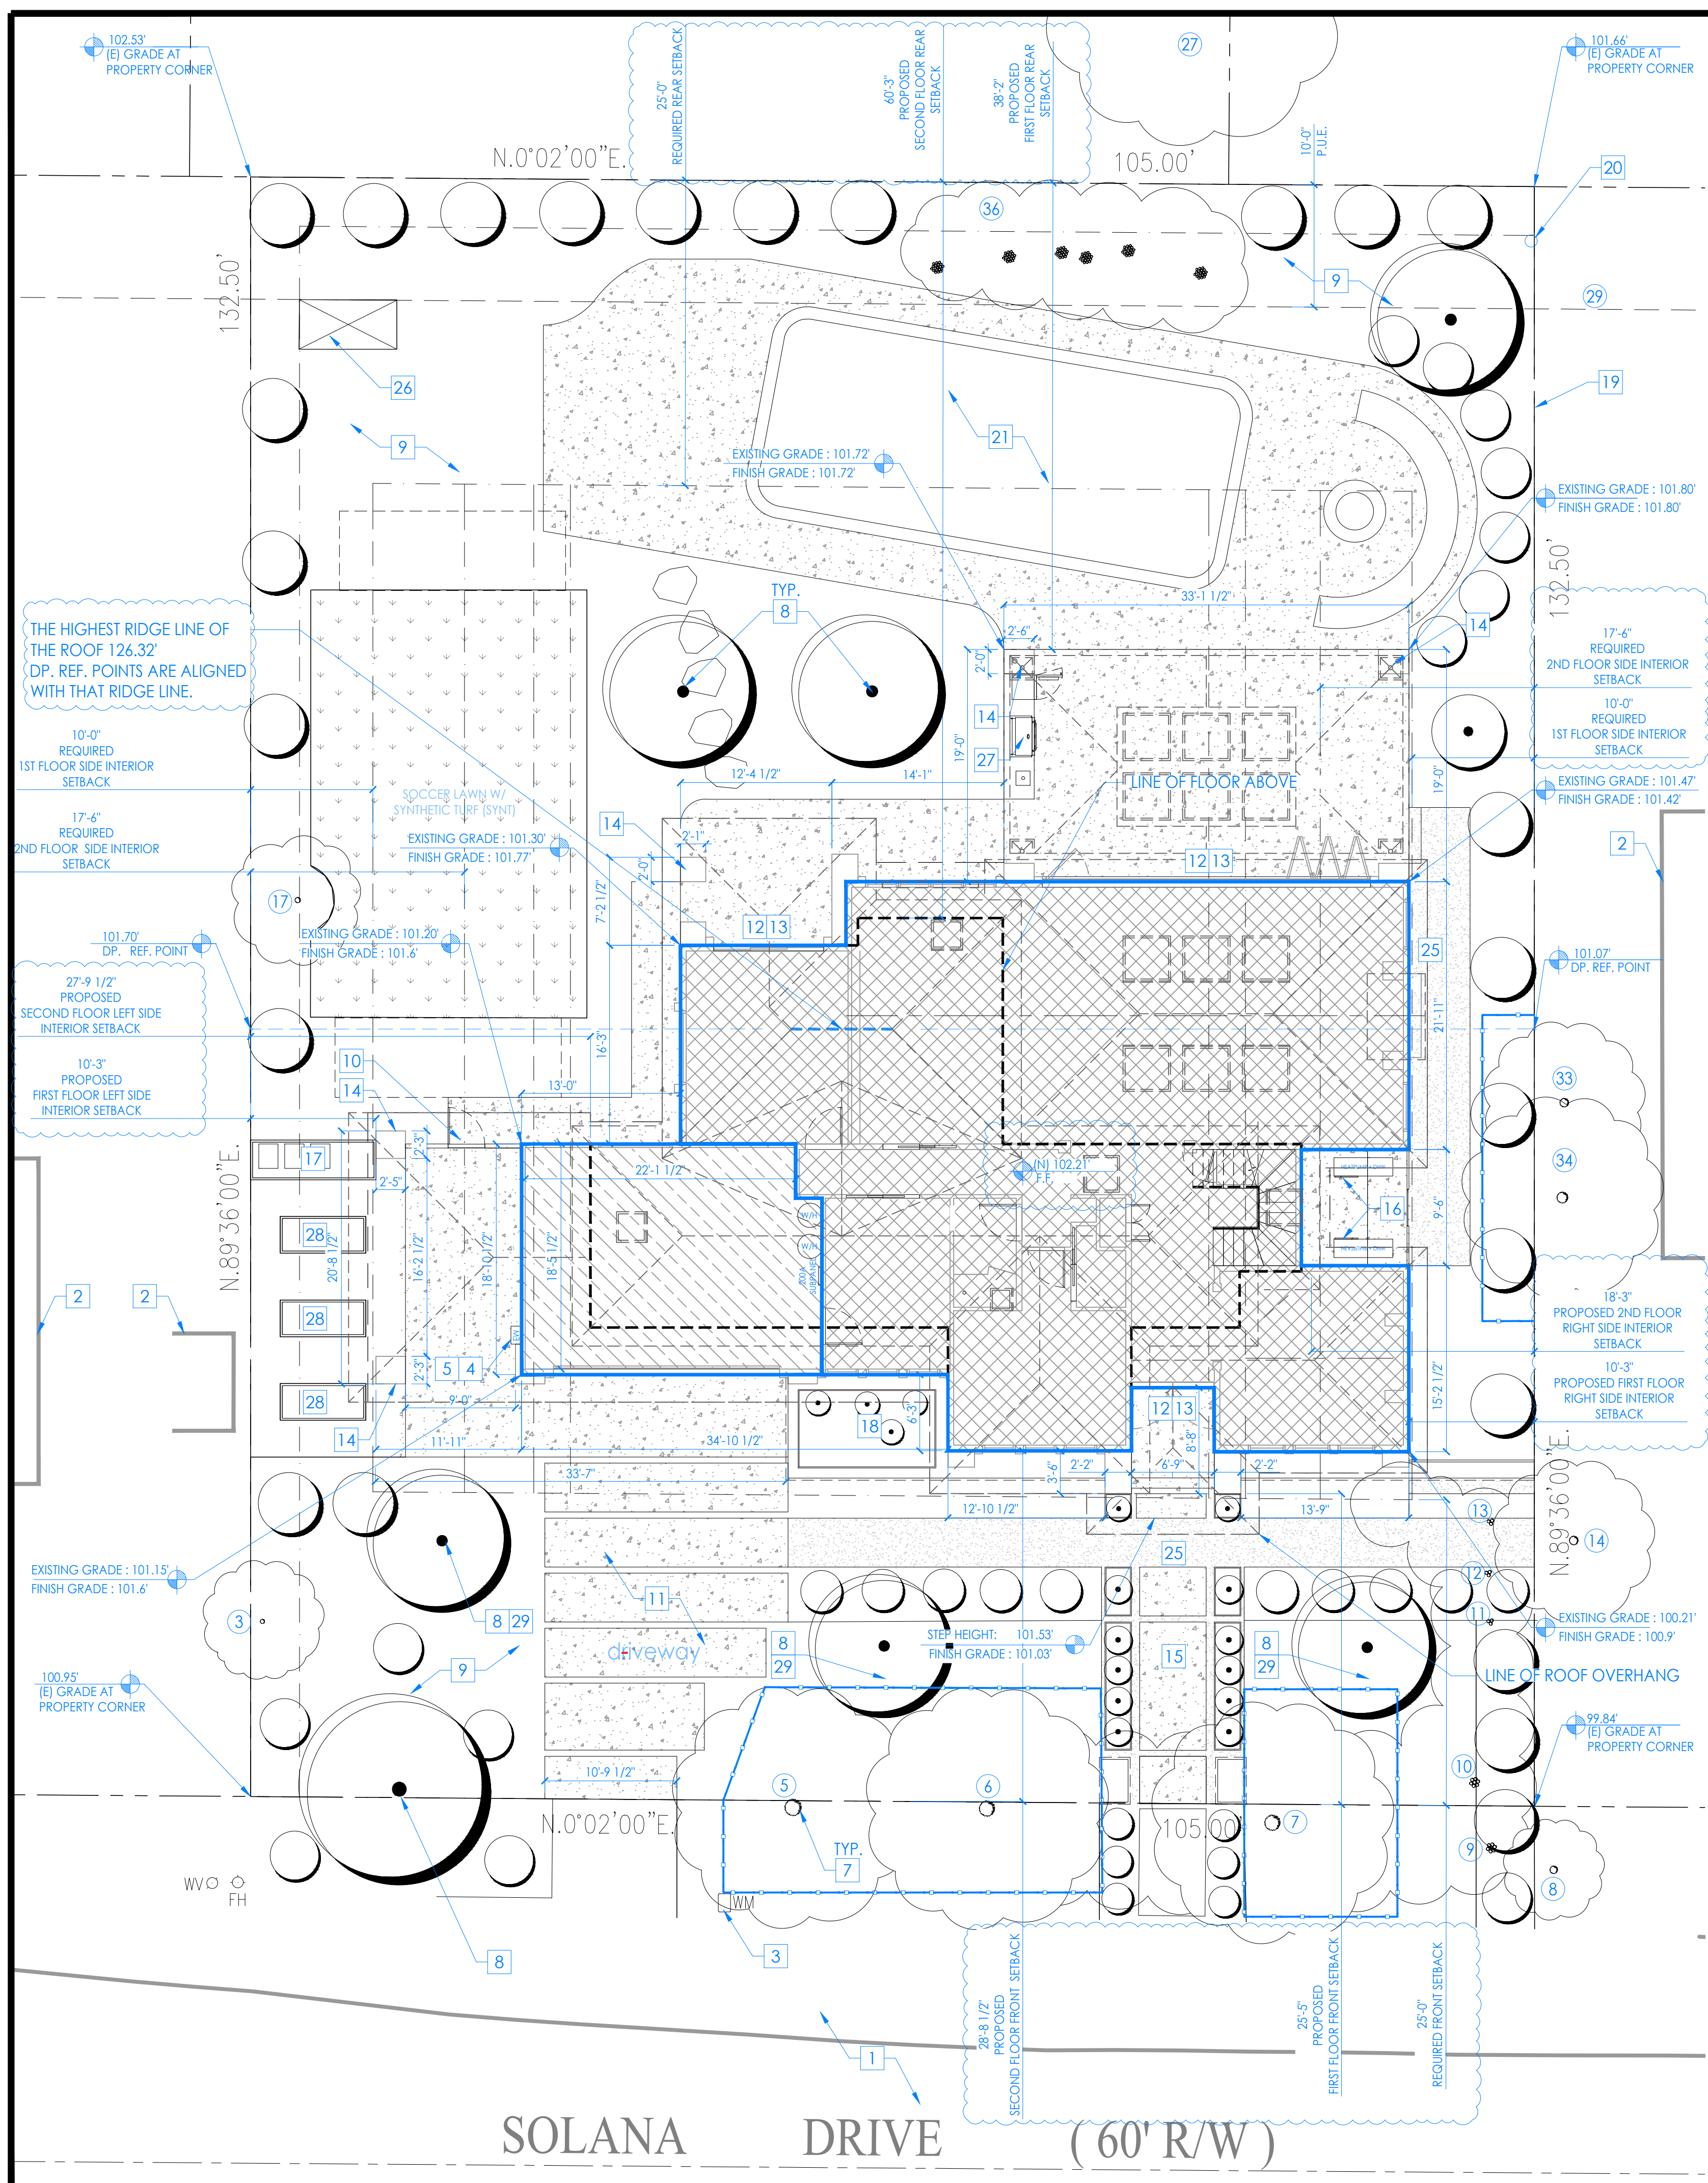 102.53'
(E) GRADE AT
PROPERTY CORNER
25'-0"
REQUIRED REAR SETBACK
60'-3"
PROPOSED
SECOND FLOOR REAR
SETBACK
38'-2"
PROPOSED
FIRST FLOOR REAR
SETBACK
27
101.66'
(E) GRADE AT
PROPERTY CORNER
10'-0"
P.U.E.
N.0°02'00"E.
105.00'
20
36
132.50'
9
29
26
19
9
21
EXISTING GRADE : 101.72'
FINISH GRADE : 101.72'
EXISTING GRADE : 101.80'
FINISH GRADE : 101.80'
132.50'
TYP.
8
33'-1 1/2"
2'-6"
2'-0"
14
THE HIGHEST RIDGE LINE OF
THE ROOF 126.32'
DP. REF. POINTS ARE ALIGNED
WITH THAT RIDGE LINE.
17'-6"
REQUIRED
2ND FLOOR SIDE INTERIOR
SETBACK
10'-0"
REQUIRED
1ST FLOOR SIDE INTERIOR
SETBACK
10'-0"
REQUIRED
1ST FLOOR SIDE INTERIOR
SETBACK
14
27
19'-0"
19'-0"
12'-4 1/2"
14'-1"
LINE OF FLOOR ABOVE
SOCCER LAWN W/
SYNTHETIC TURF (SYNT)
EXISTING GRADE : 101.47'
FINISH GRADE : 101.42'
17'-6"
REQUIRED
2ND FLOOR SIDE INTERIOR
SETBACK
EXISTING GRADE : 101.30'
FINISH GRADE : 101.77'
14
2'-1"
2'-0"
7'-2 1/2"
12 13
2
17
12 13
EXISTING GRADE : 101.20'
FINISH GRADE : 101.6'
101.70'
DP. REF. POINT
25
101.07'
DP. REF. POINT
27'-9 1/2"
PROPOSED
SECOND FLOOR LEFT SIDE
INTERIOR SETBACK
10'-3"
PROPOSED
FIRST FLOOR LEFT SIDE
INTERIOR SETBACK
16'-3"
21'-11"
10
14
13'-0"
33
34
N.89°36'00"E.
17
2'-3"
2'-5"
22'-1 1/2"
(N) 102.21'
F.F.
16
9'-6"
28
20'-8 1/2"
16'-2 1/2"
18'-10 1/2"
18'-5 1/2"
W/H
W/H
200A
SUBPANEL
2
2
28
18'-3"
PROPOSED 2ND FLOOR
RIGHT SIDE INTERIOR
SETBACK
10'-3"
PROPOSED FIRST FLOOR
RIGHT SIDE INTERIOR
SETBACK
5 4
2'-3"
28
9'-0"
14
11'-11"
34'-10 1/2"
18
6'-3"
12 13
8'-8"
15'-2 1/2"
33'-7"
3'-6"
2'-2"
6'-9"
2'-2"
12'-10 1/2"
13'-9"
N.89°36'00"E.
13
14
25
EXISTING GRADE : 101.15'
FINISH GRADE : 101.6'
12
11
3
11
8 29
STEP HEIGHT: 101.53'
FINISH GRADE : 101.03'
EXISTING GRADE : 100.21'
FINISH GRADE : 100.9'
driveway
8
29
15
8
29
9
LINE OF ROOF OVERHANG
100.95'
(E) GRADE AT
PROPERTY CORNER
99.84'
(E) GRADE AT
PROPERTY CORNER
10'-9 1/2"
10
5
6
7
N.0°02'00"E.
105.00'
9
TYP.
7
8
WV
FH
WM
8
3
28'-8 1/2"
PROPOSED
SECOND FLOOR FRONT SETBACK
25'-5"
PROPOSED
FIRST FLOOR FRONT SETBACK
25'-0"
REQUIRED FRONT SETBACK
1
SOLANA DRIVE ( 60' R/W )